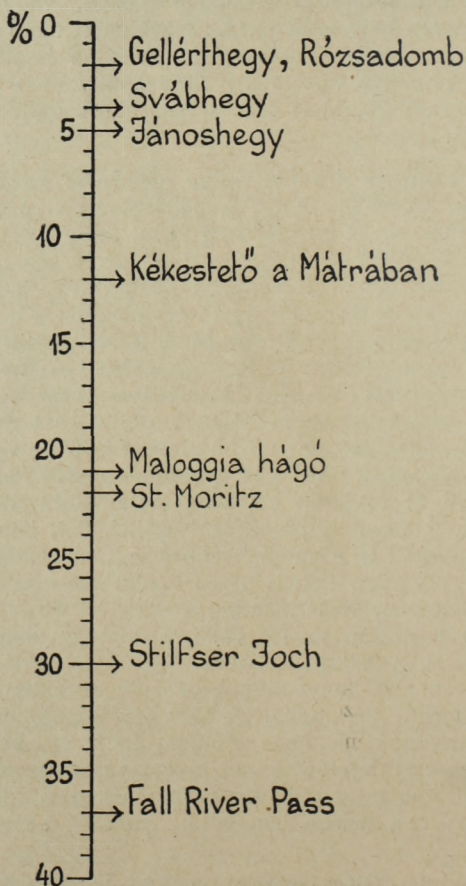 % 0
Gellérthegy, Rózsadomb
Svábhegy
5
Jánoshegy
10
Kékestető a Mátrában
15
20
Maloggia hágó
St. Moritz
25
30
Stilfser Joch
35
Fall River Pass
40